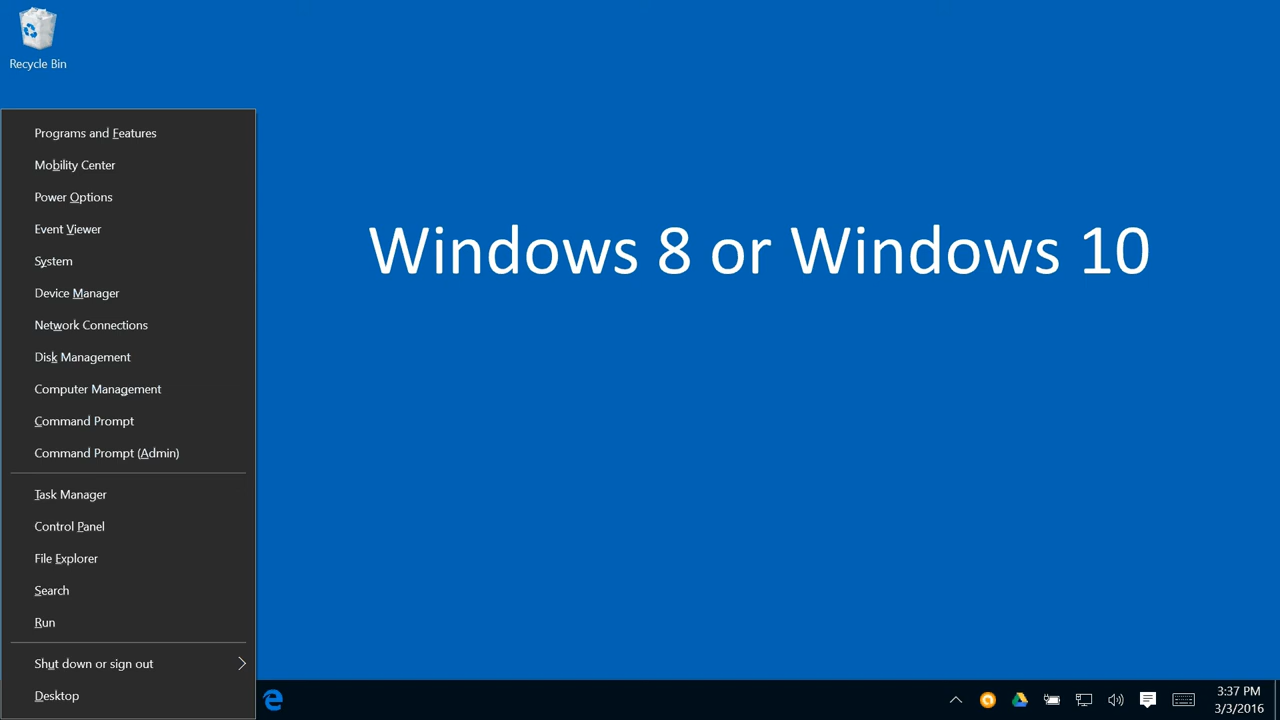 Recycle Bin
Programs and Features
Mobility Center
Power Options
Event Viewer
System
Device Manager
Network Connections
Disk Management
Computer Management
Command Prompt
Command Prompt (Admin)
Task Manager
Control Panel
File Explorer
Search
Run
Shut down or sign out
Desktop
Windows 8 or Windows 10
3:37 PM
3/3/2016